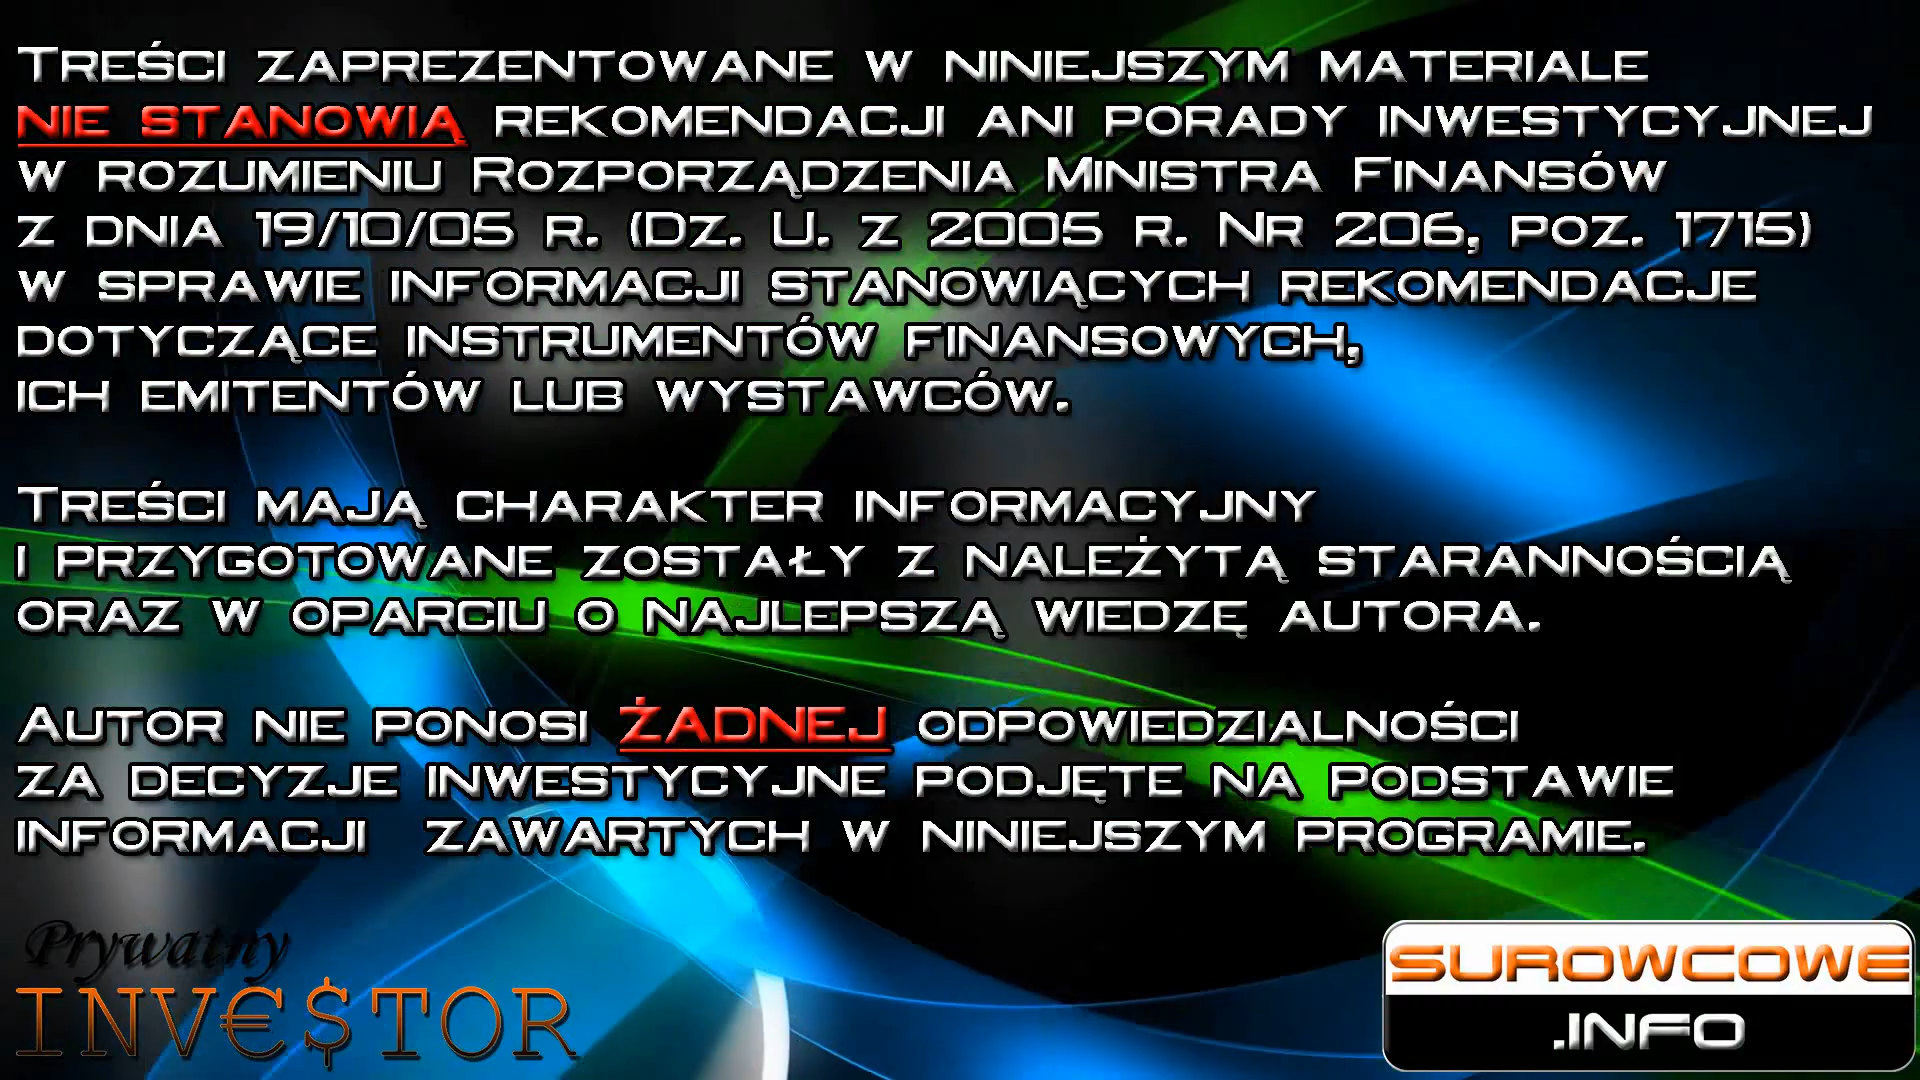 Treści zaprezentowane w niniejszym materiale
NIE STANOWIĄ rekomendacji ani porady inwestycyjnej
w rozumieniu Rozporządzenia Ministra Finansów
z dnia 19/10/05 r. (Dz. U. z 2005 r. Nr 206, poz. 1715)
w sprawie informacji stanowiących rekomendacje
dotyczące instrumentów finansowych,
ich emitentów lub wystawców.
Treści mają charakter informacyjny
i przygotowane zostały z należytą starannością
oraz w oparciu o najlepszą wiedzę autora.
Autor nie ponosi ŻADNEJ odpowiedzialności
za decyzje inwestycyjne podjęte na podstawie
informacji  zawartych w niniejszym programie.
Prywatny
INV€$TOR
SUROWCOWE
.INFO